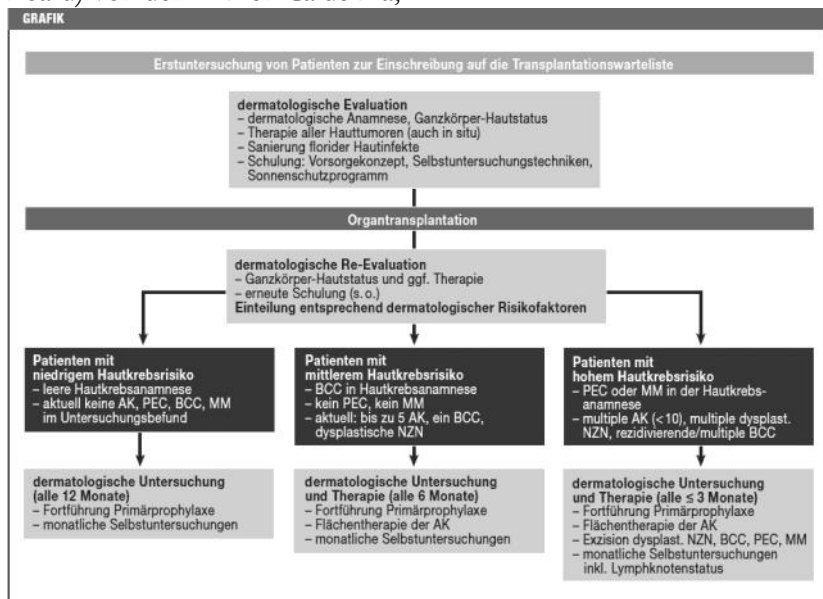 GRAFIK
Erstuntersuchung von Patienten zur Einschreibung auf die Transplantationswarteliste
dermatologische Evaluation
– dermatologische Anamnese, Ganzkörper-Hautstatus
– Therapie aller Hauttumoren (auch in situ)
– Sanierung florider Hautinfekte
– Schulung: Vorsorgekonzept, Selbstuntersuchungstechniken,
Sonnenschutzprogramm
Organtransplantation
dermatologische Re-Evaluation
– Ganzkörper-Hautstatus und ggf. Therapie
– erneute Schulung (s. o.)
Einteilung entsprechend dermatologischer Risikofaktoren
Patienten mit
niedrigem Hautkrebsrisiko
– leere Hautkrebsanamnese
– aktuell keine AK, PEC, BCC, MM
im Untersuchungsbefund
Patienten mit
mittlerem Hautkrebsrisiko
– BCC in Hautkrebsanamnese
– kein PEC, kein MM
– aktuell: bis zu 5 AK, ein BCC,
dysplastische NZN
Patienten mit
hohem Hautkrebsrisiko
– PEC oder MM in der Hautkrebs-
anamnese
– multiple AK (<10), multiple dysplast.
NZN, rezidivierende/multiple BCC
dermatologische Untersuchung
(alle 12 Monate)
– Fortführung Primärprophylaxe
– monatliche Selbstuntersuchungen
dermatologische Untersuchung
und Therapie (alle 6 Monate)
– Fortführung Primärprophylaxe
– Flächentherapie der AK
– monatliche Selbstuntersuchungen
dermatologische Untersuchung
und Therapie (alle ≤ 3 Monate)
– Fortführung Primärprophylaxe
– Flächentherapie der AK
– Exzision dysplast. NZN, BCC, PEC, MM
– monatliche Selbstuntersuchungen
inkl. Lymphknotenstatus